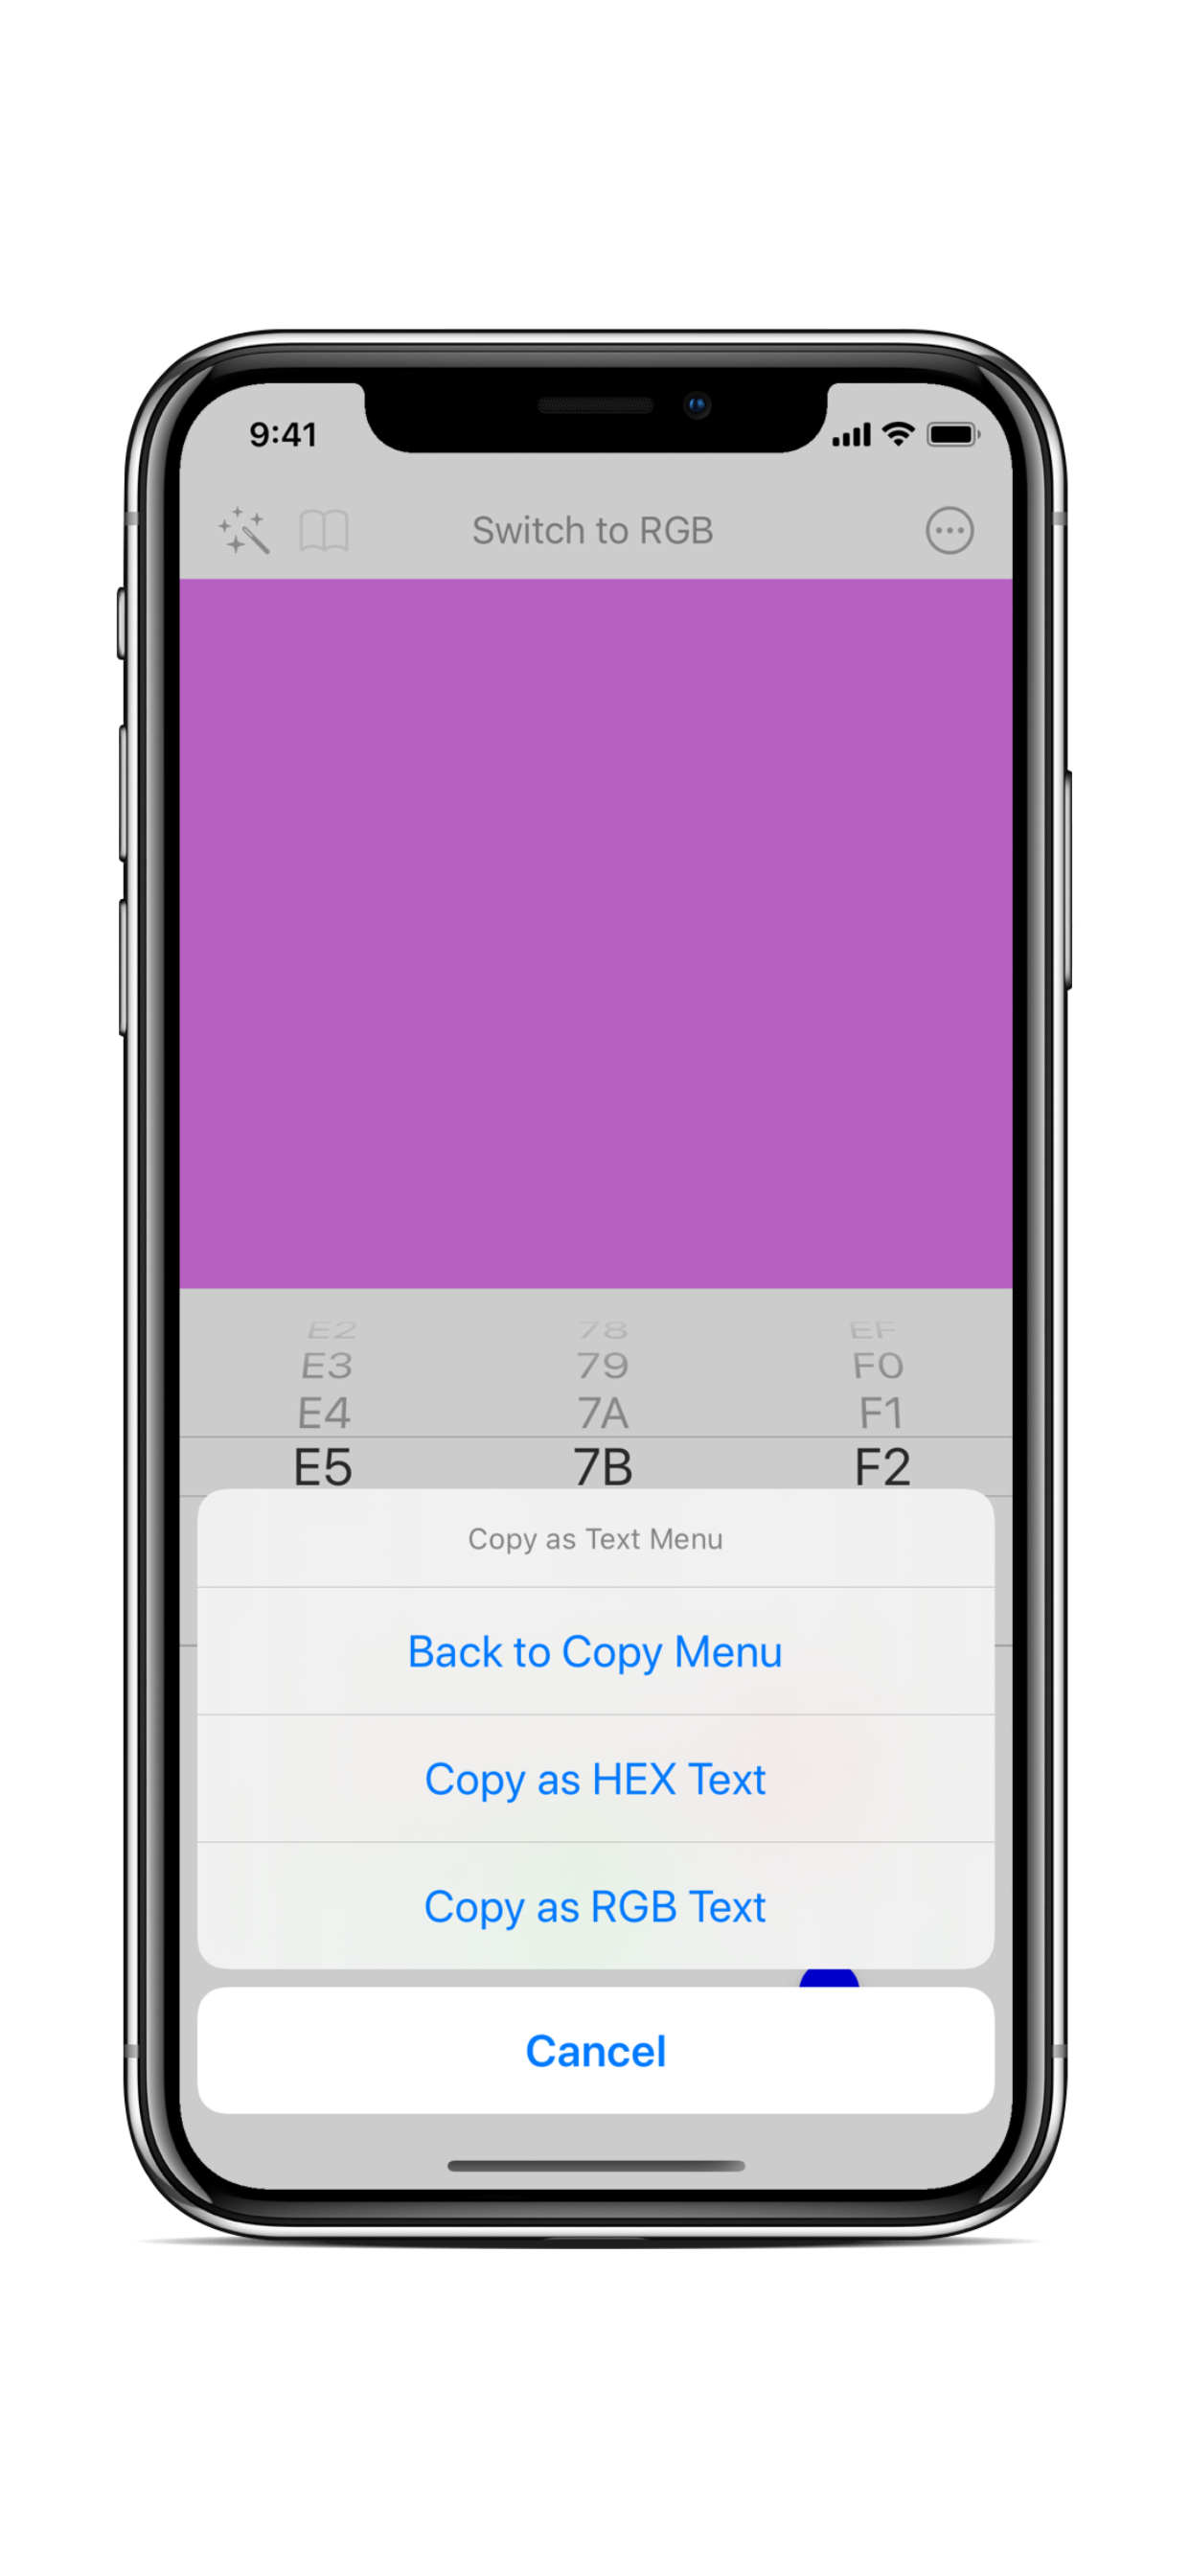 9:41
Switch to RGB
E2 78 EF
E3 79 F0
E4 7A F1
E5 7B F2
Copy as Text Menu
Back to Copy Menu
Copy as HEX Text
Copy as RGB Text
Cancel